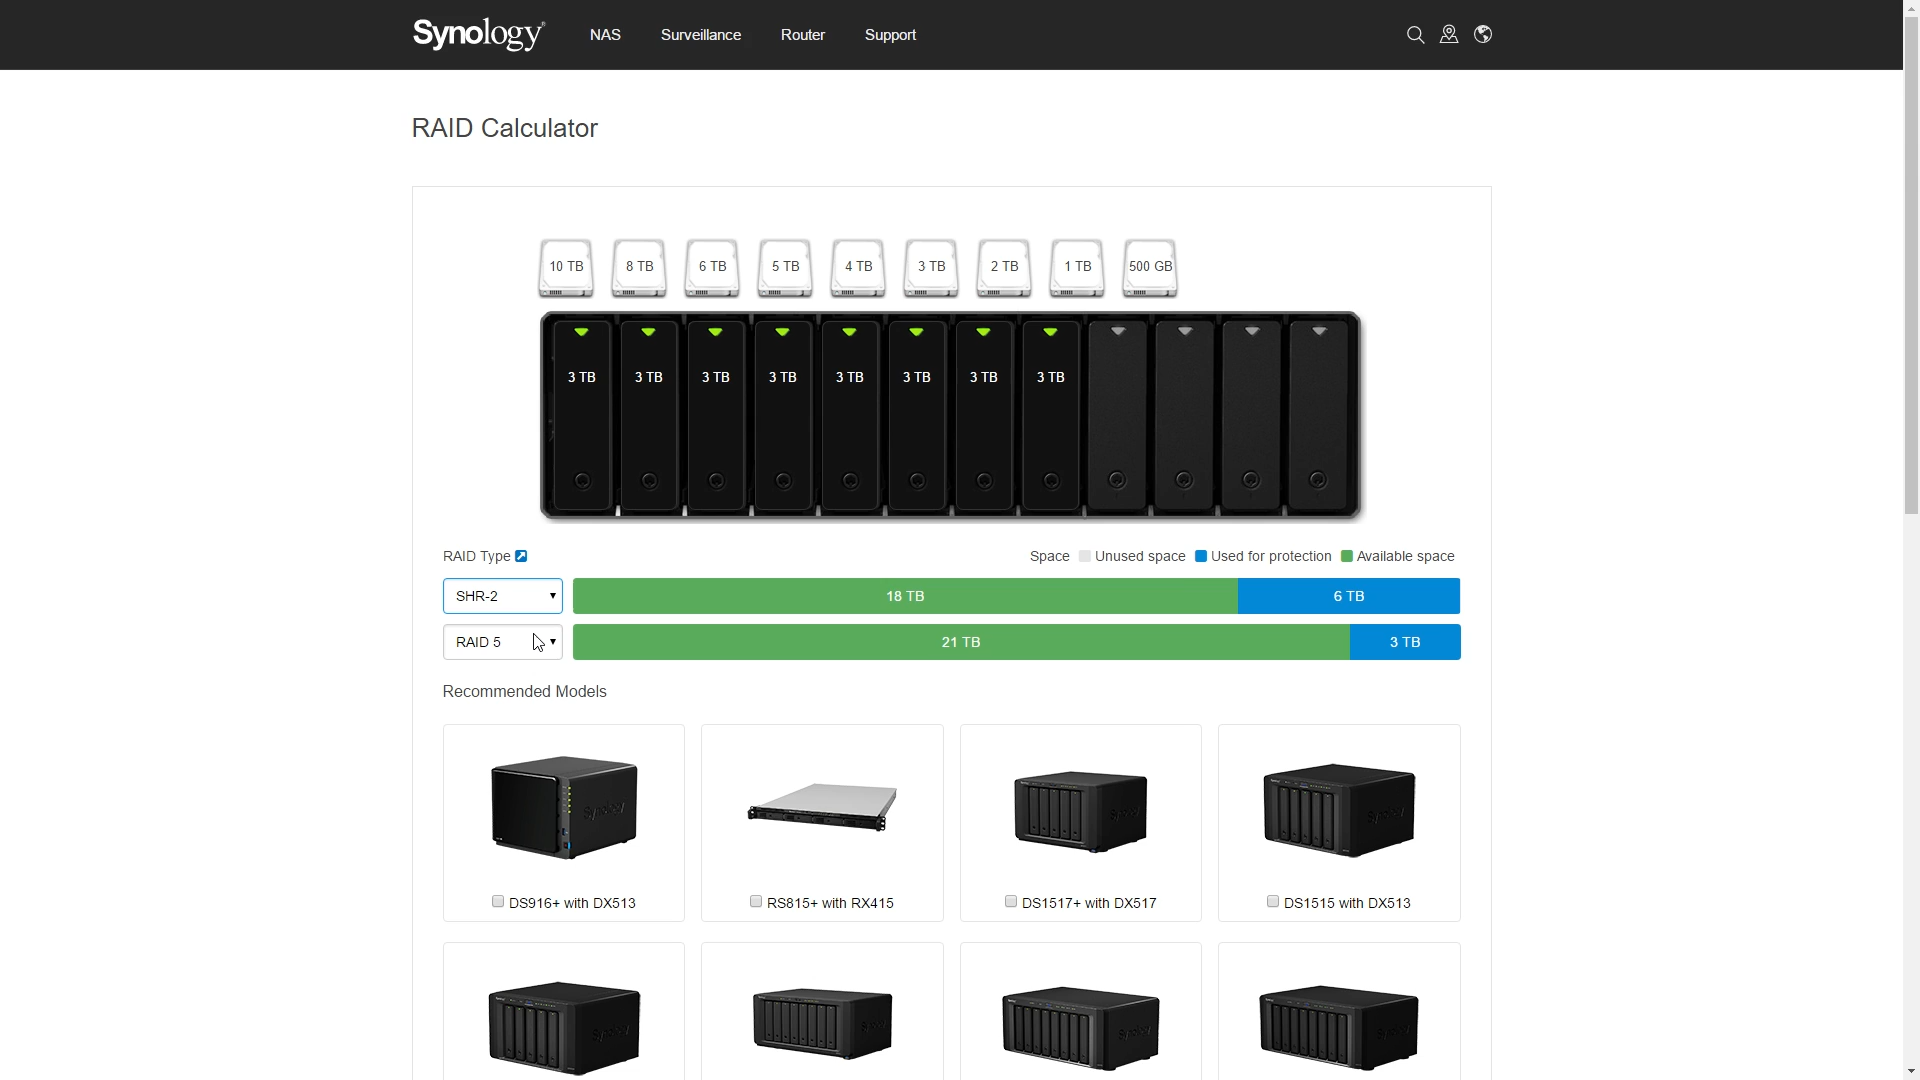 Synology NAS Surveillance Router Support
RAID Calculator
10 TB 8 TB 6 TB 5 TB 4 TB 3 TB 2 TB 1 TB 500 GB
3 TB 3 TB 3 TB 3 TB 3 TB 3 TB 3 TB 3 TB
RAID Type Space Unused space Used for protection Available space
SHR-2 18 TB 6 TB
RAID 5 21 TB 3 TB
Recommended Models
DS916+ with DX513 RS815+ with RX415 DS1517+ with DX517 DS1515 with DX513